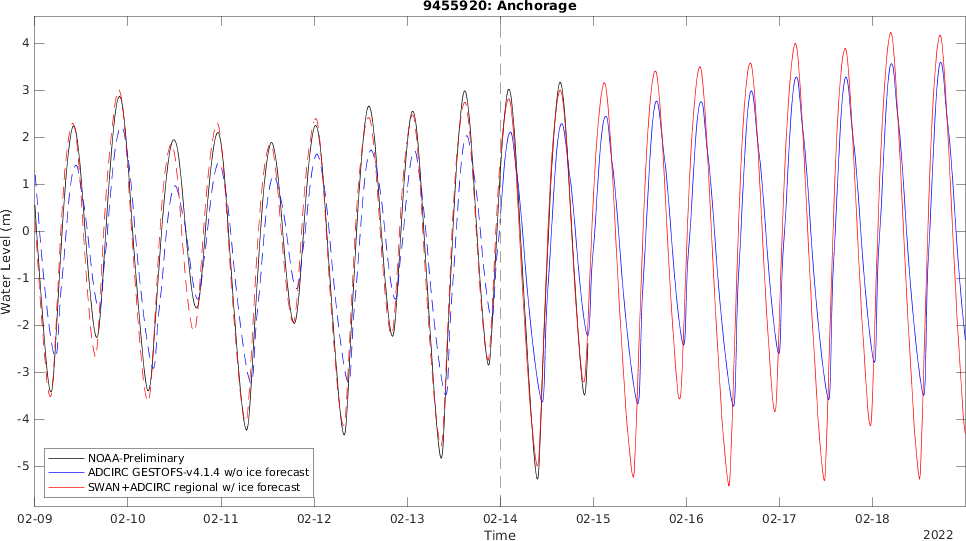 9455920: Anchorage
Water Level (m)
4
3
2
1
0
-1
-2
-3
-4
-5
NOAA-Preliminary
ADCIRC GESTOFS-v4.1.4 w/o ice forecast
SWAN+ADCIRC regional w/ ice forecast
02-09 02-10 02-11 02-12 02-13 02-14 02-15 02-16 02-17 02-18
Time
2022